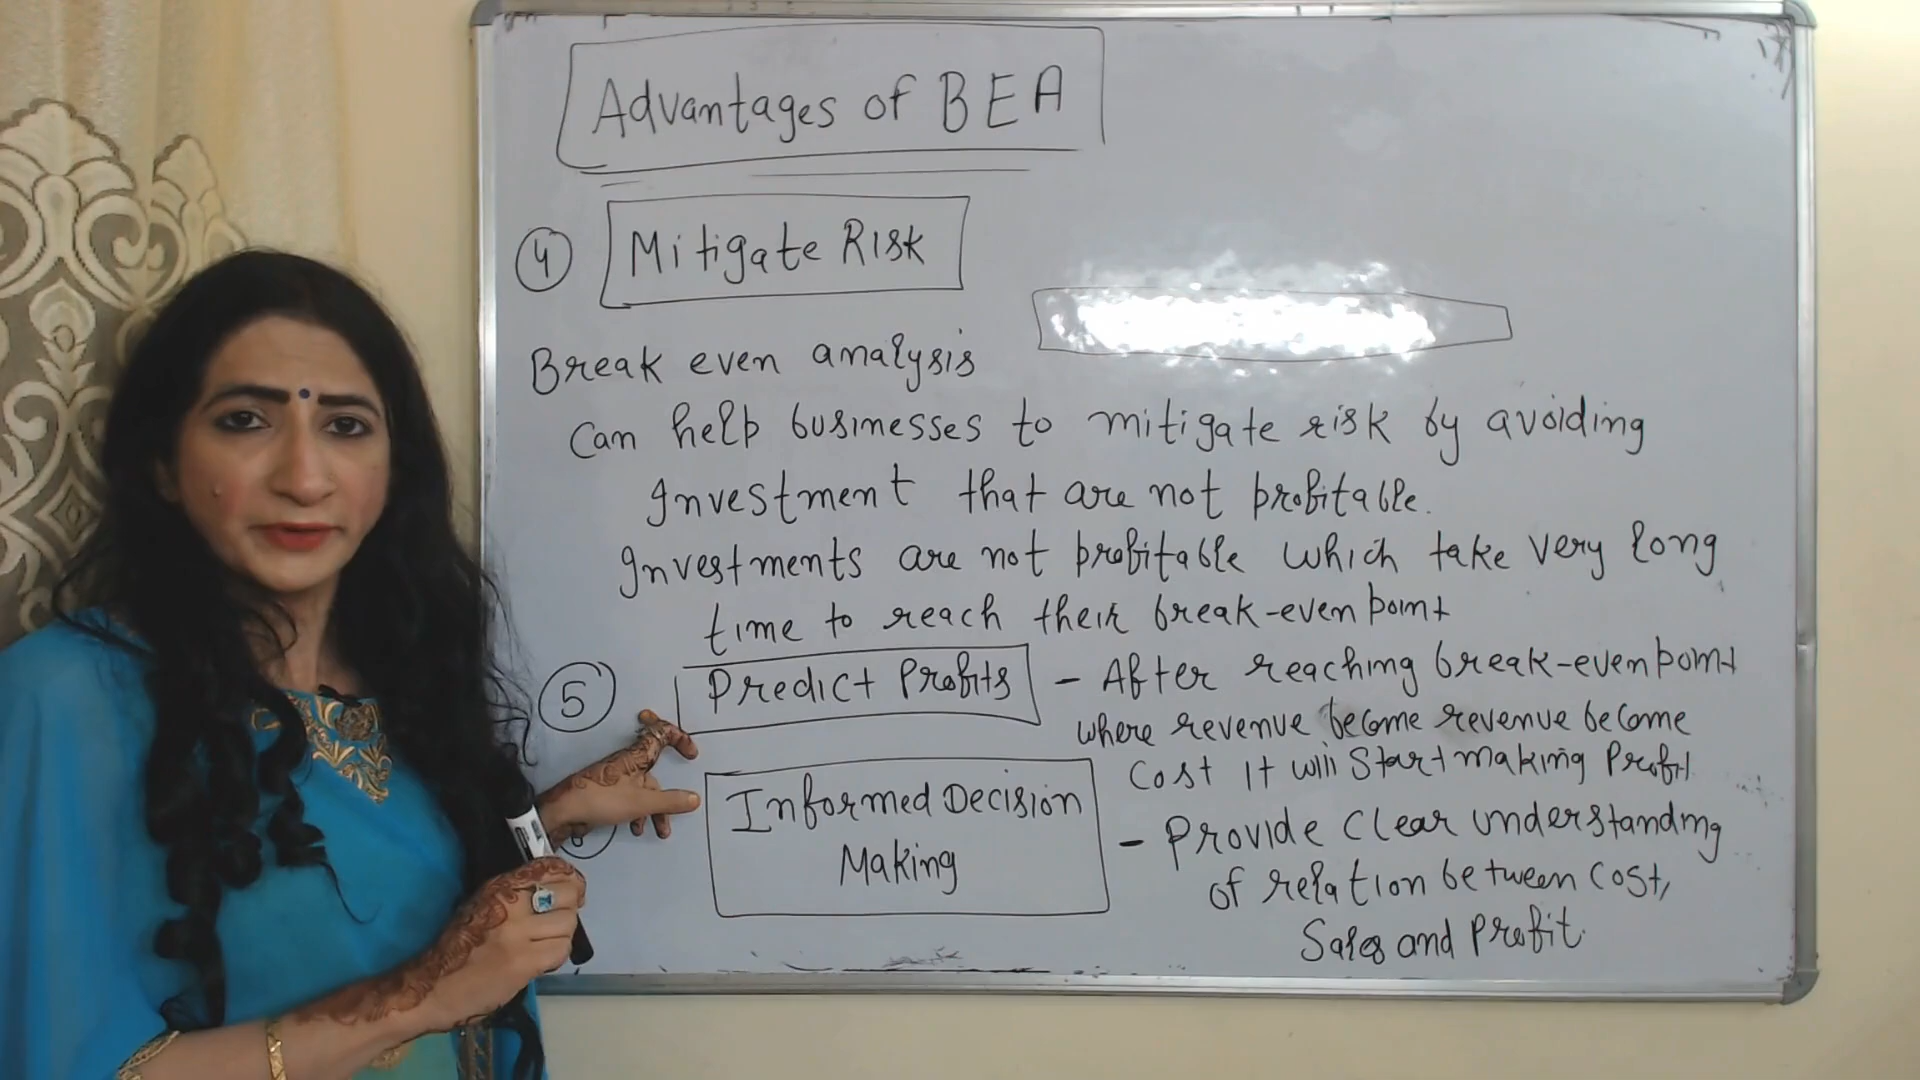 Advantages of BEA
4 Mitigate Risk
Break even analysis
Can help businesses to mitigate risk by avoiding
Investment that are not profitable.
Investments are not profitable which take very long
time to reach their break-even point
5 Predict Profits - After reaching break-even point
where revenue become revenue become
cost it will start making profit.
Informed Decision
Making
- Provide clear understanding
of relation between cost,
Sales and profit.